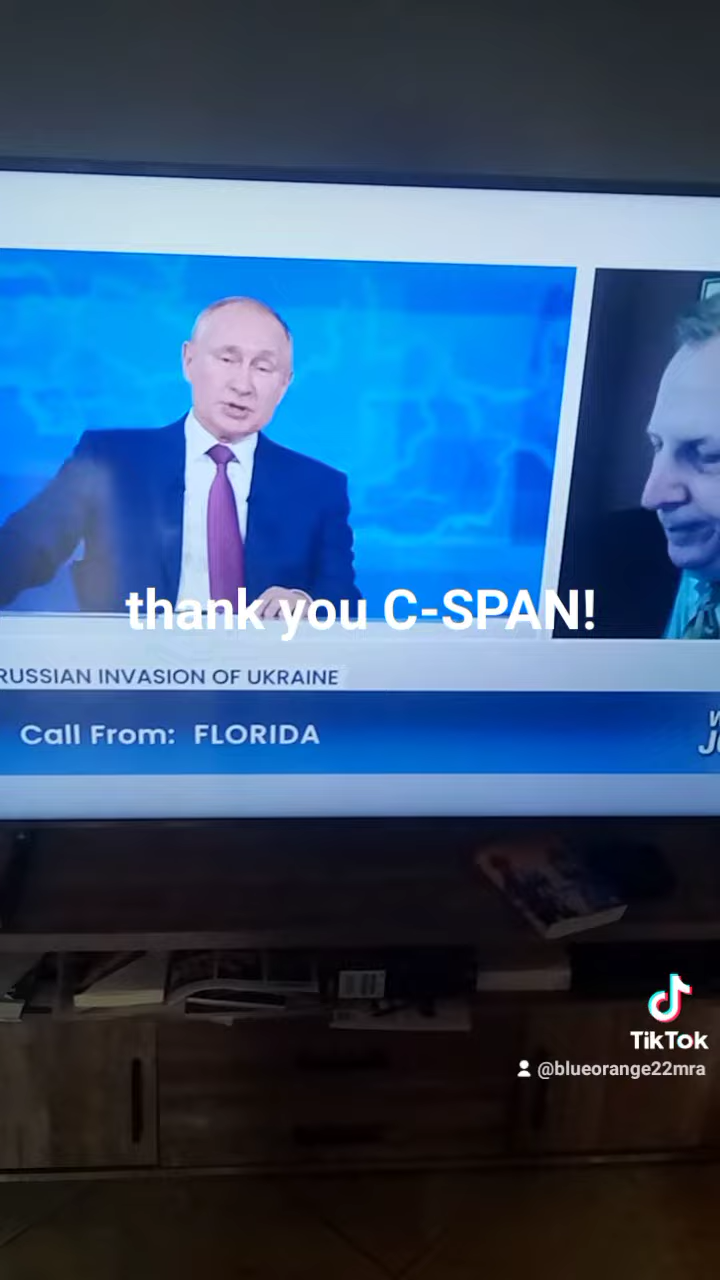 thank you C-SPAN!
RUSSIAN INVASION OF UKRAINE
Call From: FLORIDA
TikTok
@blueorange22mra